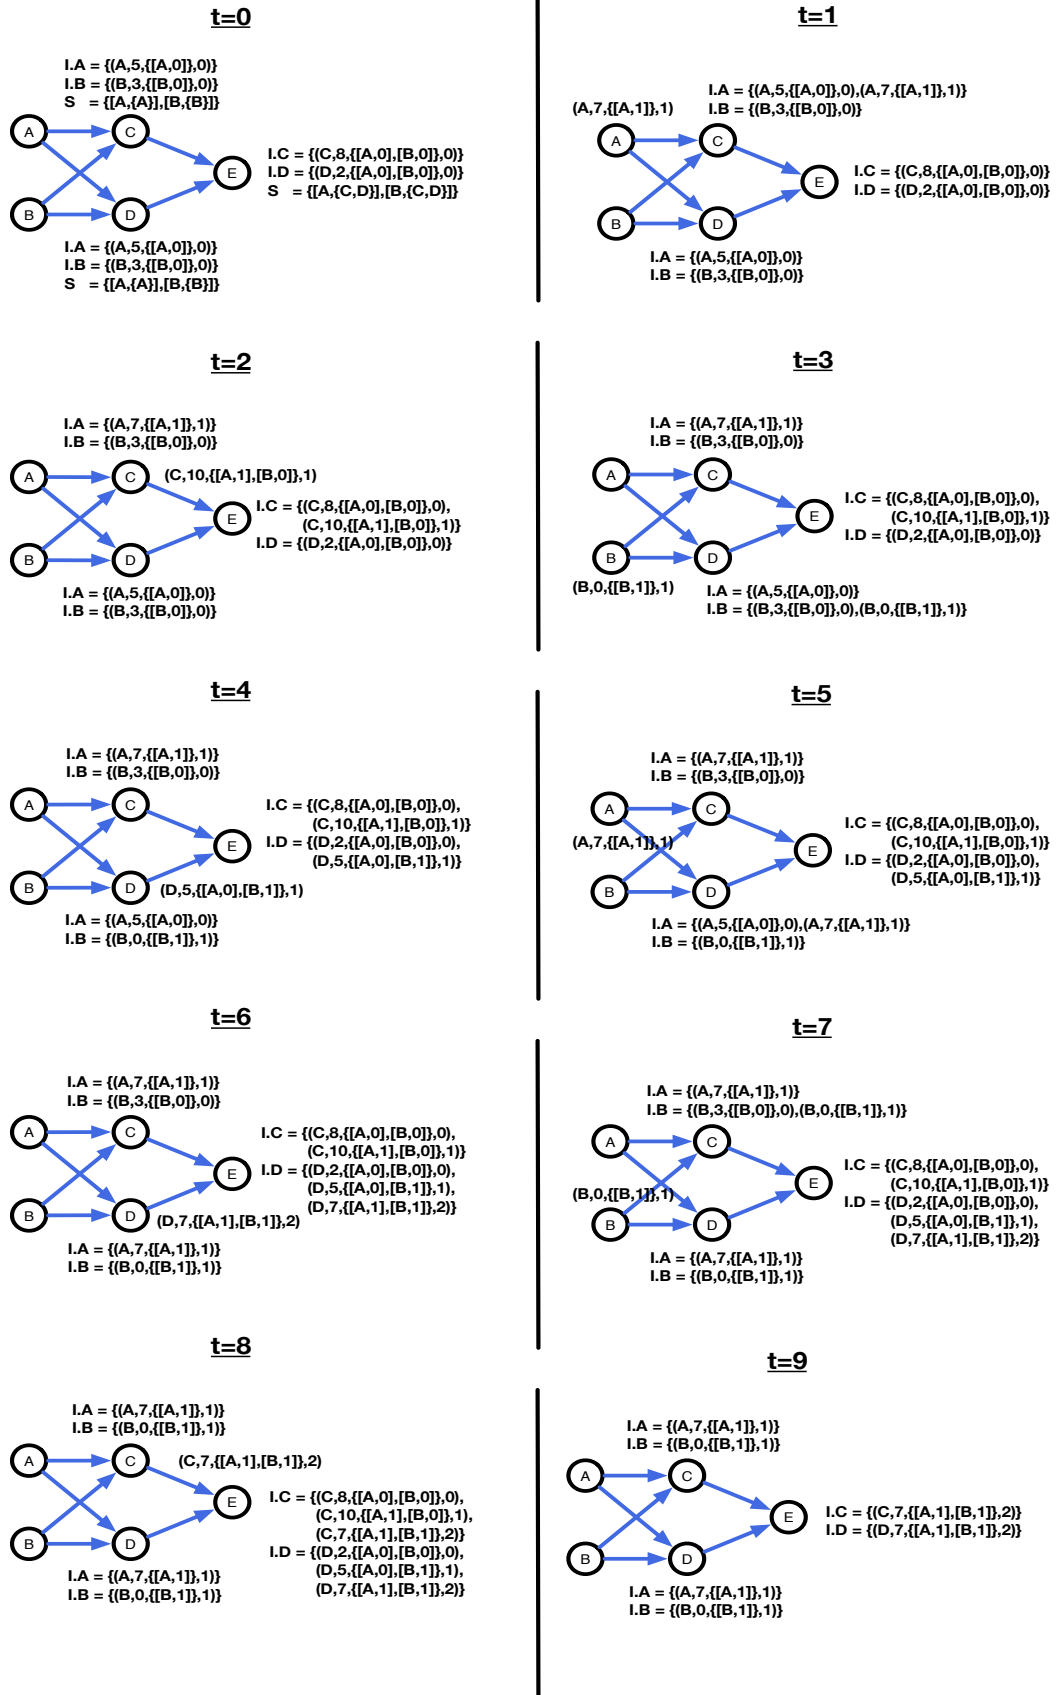 t=0
I.A = {(A,5,{[A,0]},0)}
I.B = {(B,3,{[B,0]},0)}
S = {[A,{A}],[B,{B}]}
A
C
E
I.C = {(C,8,{[A,0],[B,0]},0)}
I.D = {(D,2,{[A,0],[B,0]},0)}
S = {[A,{C,D}],[B,{C,D}]}
B
D
I.A = {(A,5,{[A,0]},0)}
I.B = {(B,3,{[B,0]},0)}
S = {[A,{A}],[B,{B}]}
t=1
I.A = {(A,5,{[A,0]},0),(A,7,{[A,1]},1)}
(A,7,{[A,1]},1)
I.B = {(B,3,{[B,0]},0)}
A
C
E
I.C = {(C,8,{[A,0],[B,0]},0)}
I.D = {(D,2,{[A,0],[B,0]},0)}
B
D
I.A = {(A,5,{[A,0]},0)}
I.B = {(B,3,{[B,0]},0)}
t=2
I.A = {(A,7,{[A,1]},1)}
I.B = {(B,3,{[B,0]},0)}
A
C
(C,10,{[A,1],[B,0]},1)
E
I.C = {(C,8,{[A,0],[B,0]},0),
(C,10,{[A,1],[B,0]},1)}
I.D = {(D,2,{[A,0],[B,0]},0)}
B
D
I.A = {(A,5,{[A,0]},0)}
I.B = {(B,3,{[B,0]},0)}
t=3
I.A = {(A,7,{[A,1]},1)}
I.B = {(B,3,{[B,0]},0)}
A
C
E
I.C = {(C,8,{[A,0],[B,0]},0),
(C,10,{[A,1],[B,0]},1)}
I.D = {(D,2,{[A,0],[B,0]},0)}
B
D
(B,0,{[B,1]},1)
I.A = {(A,5,{[A,0]},0)}
I.B = {(B,3,{[B,0]},0),(B,0,{[B,1]},1)}
t=4
I.A = {(A,7,{[A,1]},1)}
I.B = {(B,3,{[B,0]},0)}
A
C
E
I.C = {(C,8,{[A,0],[B,0]},0),
(C,10,{[A,1],[B,0]},1)}
I.D = {(D,2,{[A,0],[B,0]},0),
(D,5,{[A,0],[B,1]},1)}
B
D
(D,5,{[A,0],[B,1]},1)
I.A = {(A,5,{[A,0]},0)}
I.B = {(B,0,{[B,1]},1)}
t=5
I.A = {(A,7,{[A,1]},1)}
I.B = {(B,3,{[B,0]},0)}
A
C
(A,7,{[A,1]},1)
E
I.C = {(C,8,{[A,0],[B,0]},0),
(C,10,{[A,1],[B,0]},1)}
I.D = {(D,2,{[A,0],[B,0]},0),
(D,5,{[A,0],[B,1]},1)}
B
D
I.A = {(A,5,{[A,0]},0),(A,7,{[A,1]},1)}
I.B = {(B,0,{[B,1]},1)}
t=6
I.A = {(A,7,{[A,1]},1)}
I.B = {(B,3,{[B,0]},0)}
A
C
E
I.C = {(C,8,{[A,0],[B,0]},0),
(C,10,{[A,1],[B,0]},1)}
I.D = {(D,2,{[A,0],[B,0]},0),
(D,5,{[A,0],[B,1]},1),
(D,7,{[A,1],[B,1]},2)}
B
D
(D,7,{[A,1],[B,1]},2)
I.A = {(A,7,{[A,1]},1)}
I.B = {(B,0,{[B,1]},1)}
t=7
I.A = {(A,7,{[A,1]},1)}
I.B = {(B,3,{[B,0]},0),(B,0,{[B,1]},1)}
A
C
E
I.C = {(C,8,{[A,0],[B,0]},0),
(C,10,{[A,1],[B,0]},1)}
I.D = {(D,2,{[A,0],[B,0]},0),
(D,5,{[A,0],[B,1]},1),
(D,7,{[A,1],[B,1]},2)}
(B,0,{[B,1]},1)
B
D
I.A = {(A,7,{[A,1]},1)}
I.B = {(B,0,{[B,1]},1)}
t=8
I.A = {(A,7,{[A,1]},1)}
I.B = {(B,0,{[B,1]},1)}
A
C
(C,7,{[A,1],[B,1]},2)
E
I.C = {(C,8,{[A,0],[B,0]},0),
(C,10,{[A,1],[B,0]},1),
(C,7,{[A,1],[B,1]},2)}
I.D = {(D,2,{[A,0],[B,0]},0),
(D,5,{[A,0],[B,1]},1),
(D,7,{[A,1],[B,1]},2)}
B
D
I.A = {(A,7,{[A,1]},1)}
I.B = {(B,0,{[B,1]},1)}
t=9
I.A = {(A,7,{[A,1]},1)}
I.B = {(B,0,{[B,1]},1)}
A
C
E
I.C = {(C,7,{[A,1],[B,1]},2)}
I.D = {(D,7,{[A,1],[B,1]},2)}
B
D
I.A = {(A,7,{[A,1]},1)}
I.B = {(B,0,{[B,1]},1)}